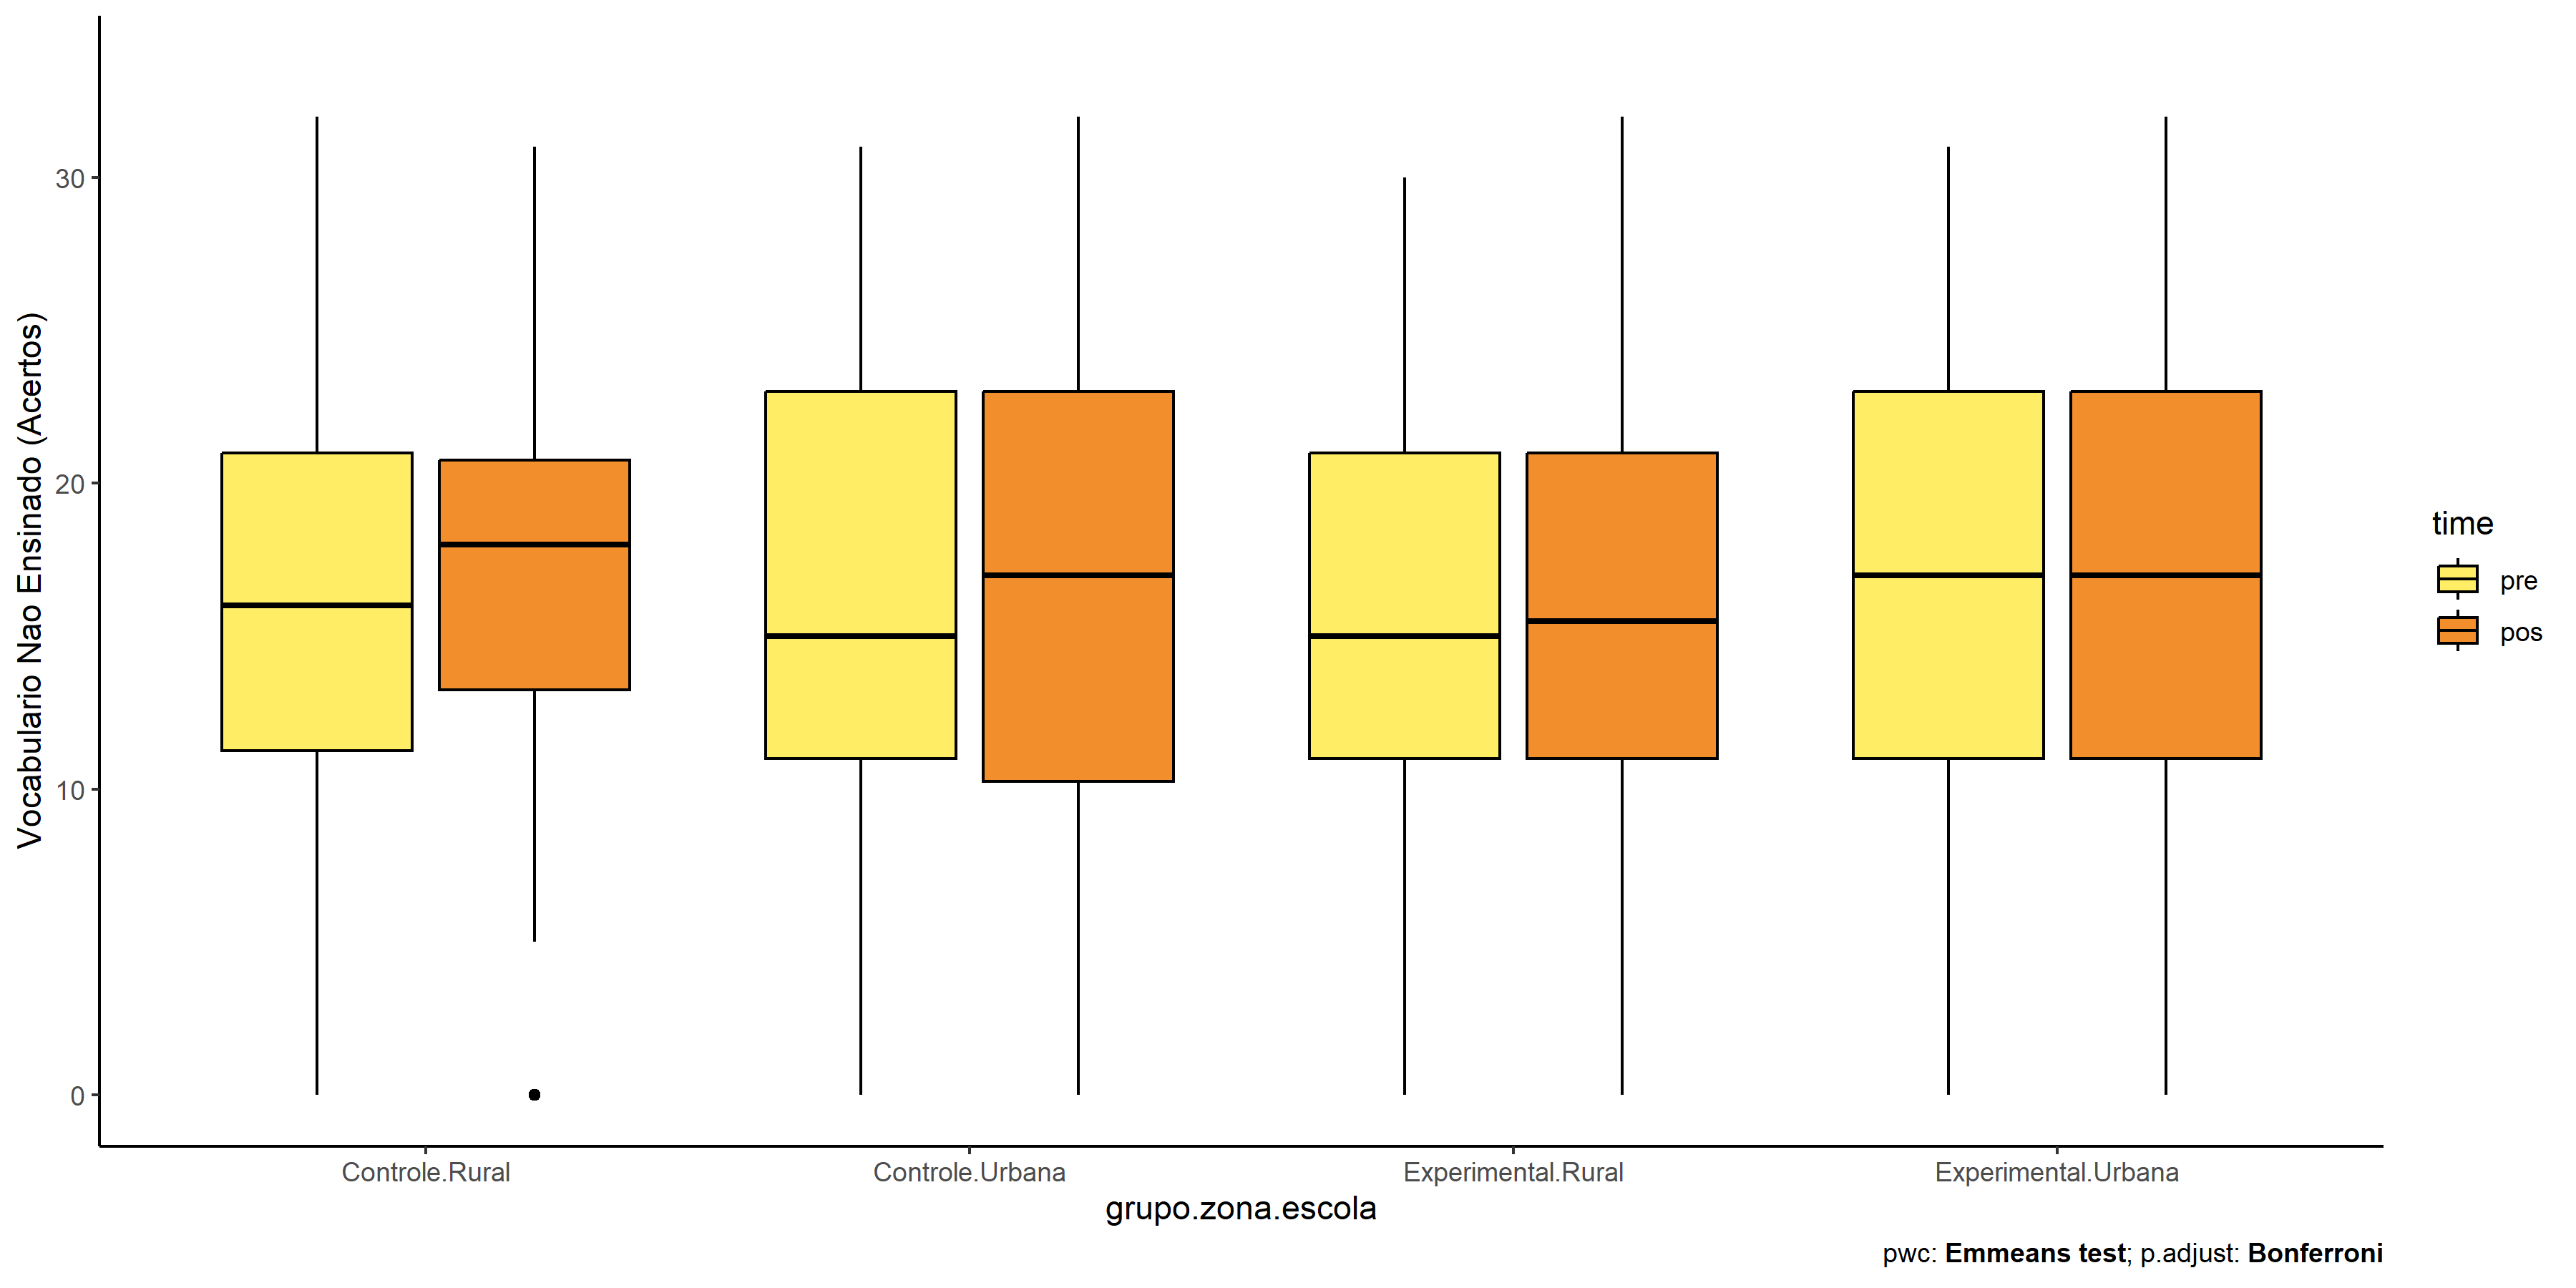 Vocabulario Nao Ensinado (Acertos)
30
20
10
0
Controle.Rural
Controle.Urbana
Experimental.Rural
Experimental.Urbana
grupo.zona.escola
time
pre
pos
pwc: Emmeans test; p.adjust: Bonferroni